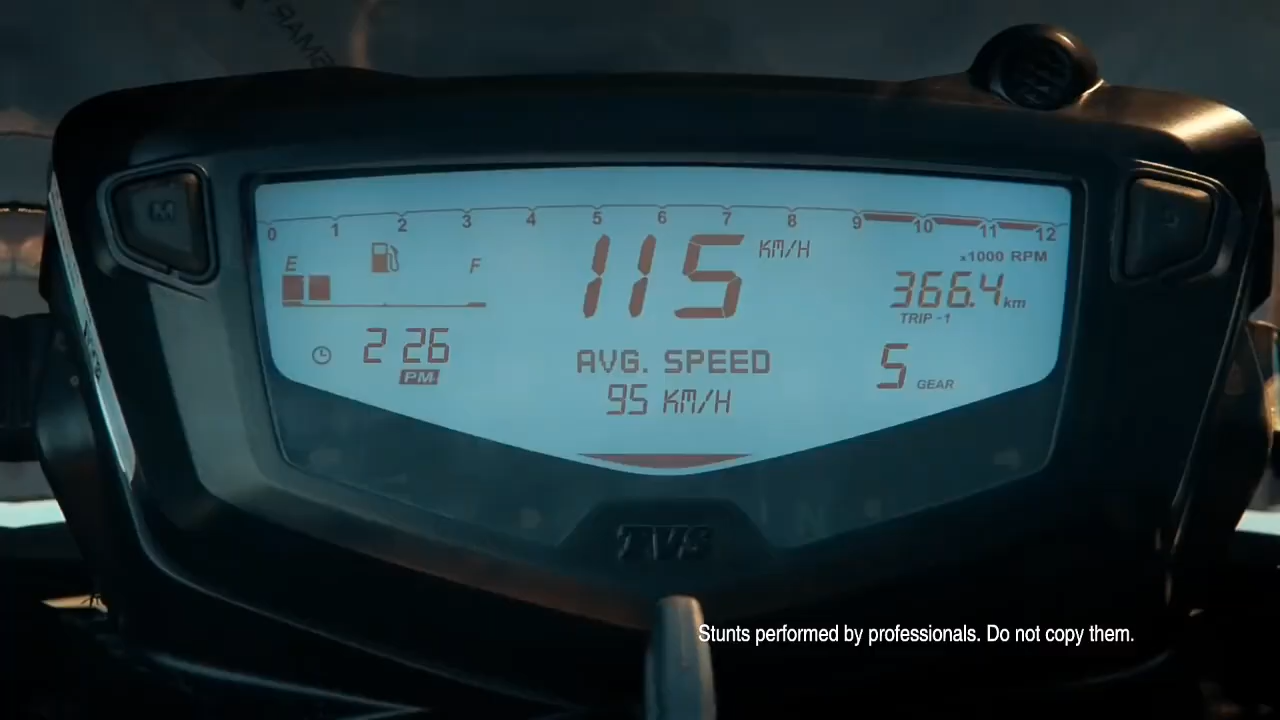 0 1 2 3 4 5 6 7 8 9 10 11 12
x1000 RPM
E F
115 KM/H
366.4 km
TRIP -1
2 26
PM
AVG. SPEED
95 KM/H
5 GEAR
M
TVS
Stunts performed by professionals. Do not copy them.